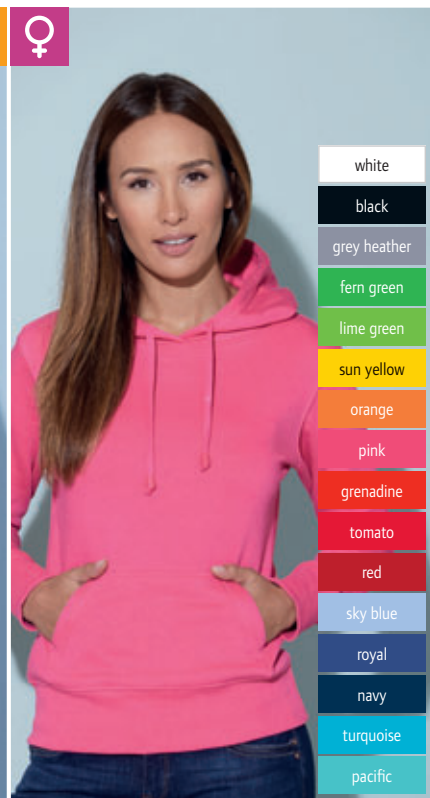 white
black
grey heather
fern green
lime green
sun yellow
orange
pink
grenadine
tomato
red
sky blue
royal
navy
turquoise
pacific